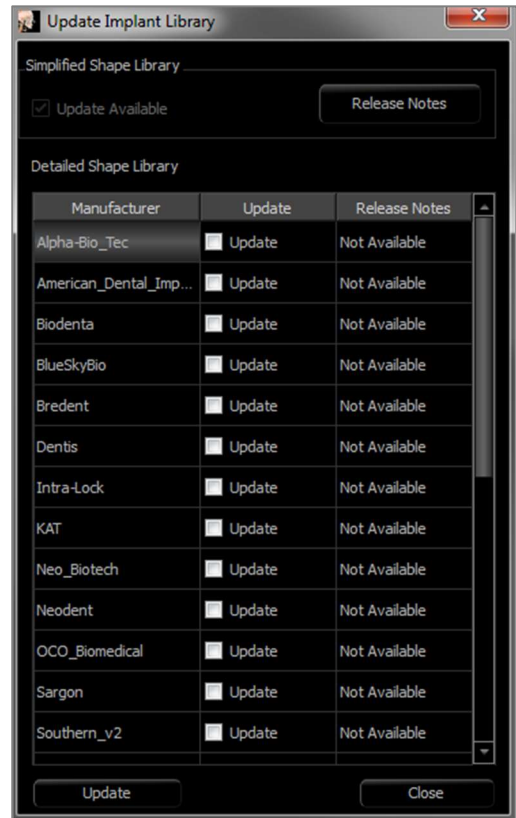 Update Implant Library
Simplified Shape Library
Update Available
Release Notes
Detailed Shape Library
Manufacturer Update Release Notes
Alpha-Bio_Tec Update Not Available
American_Dental_Imp... Update Not Available
Biodenta Update Not Available
BlueSkyBio Update Not Available
Bredent Update Not Available
Dentis Update Not Available
Intra-Lock Update Not Available
KAT Update Not Available
Neo_Biotech Update Not Available
Neodent Update Not Available
OCO_Biomedical Update Not Available
Sargon Update Not Available
Southern_v2 Update Not Available
Update Close